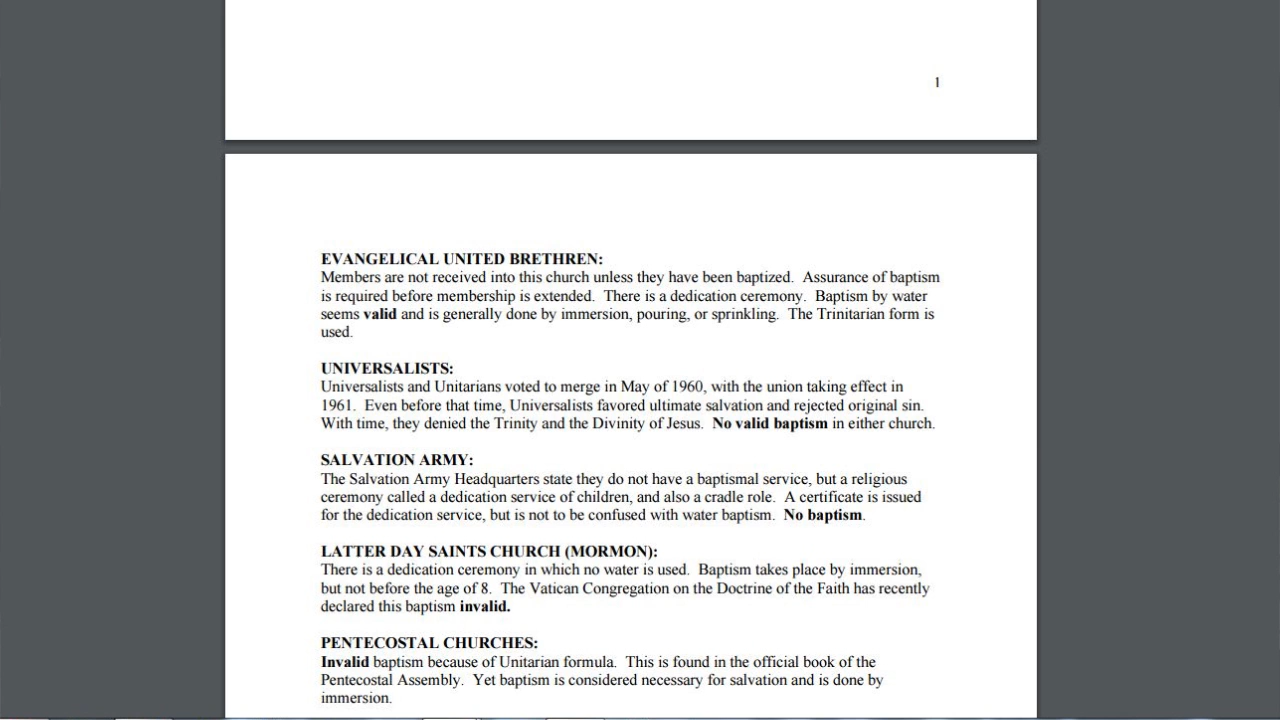 1
EVANGELICAL UNITED BRETHREN:
Members are not received into this church unless they have been baptized.  Assurance of baptism
is required before membership is extended.  There is a dedication ceremony.  Baptism by water
seems valid and is generally done by immersion, pouring, or sprinkling.  The Trinitarian form is
used.
UNIVERSALISTS:
Universalists and Unitarians voted to merge in May of 1960, with the union taking effect in
1961.  Even before that time, Universalists favored ultimate salvation and rejected original sin.
With time, they denied the Trinity and the Divinity of Jesus.  No valid baptism in either church.
SALVATION ARMY:
The Salvation Army Headquarters state they do not have a baptismal service, but a religious
ceremony called a dedication service of children, and also a cradle role.  A certificate is issued
for the dedication service, but is not to be confused with water baptism.  No baptism.
LATTER DAY SAINTS CHURCH (MORMON):
There is a dedication ceremony in which no water is used.  Baptism takes place by immersion,
but not before the age of 8.  The Vatican Congregation on the Doctrine of the Faith has recently
declared this baptism invalid.
PENTECOSTAL CHURCHES:
Invalid baptism because of Unitarian formula.  This is found in the official book of the
Pentecostal Assembly.  Yet baptism is considered necessary for salvation and is done by
immersion.